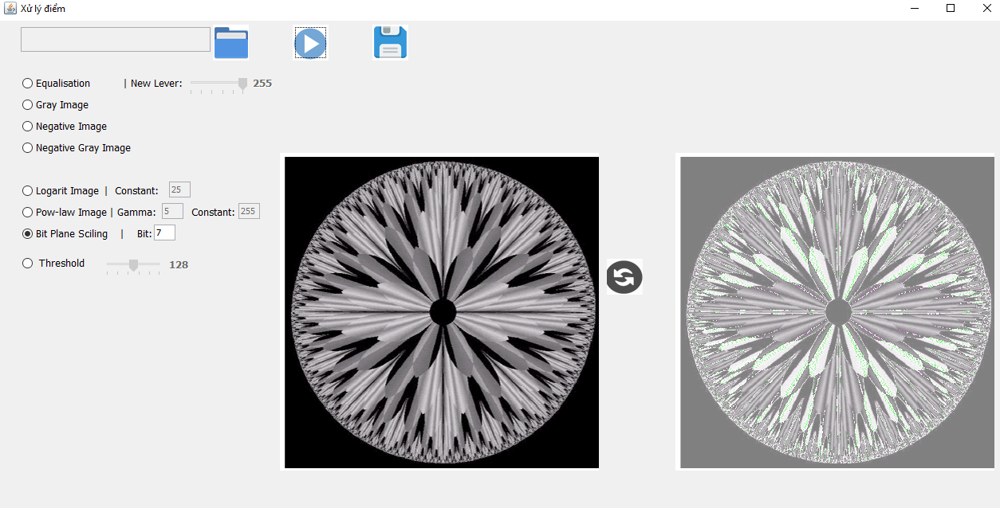 Xử lý điểm
Equalisation | New Lever: 255
Gray Image
Negative Image
Negative Gray Image
Logarit Image | Constant: 25
Pow-law Image | Gamma: 5 Constant: 255
Bit Plane Sciling | Bit: 7
Threshold 128